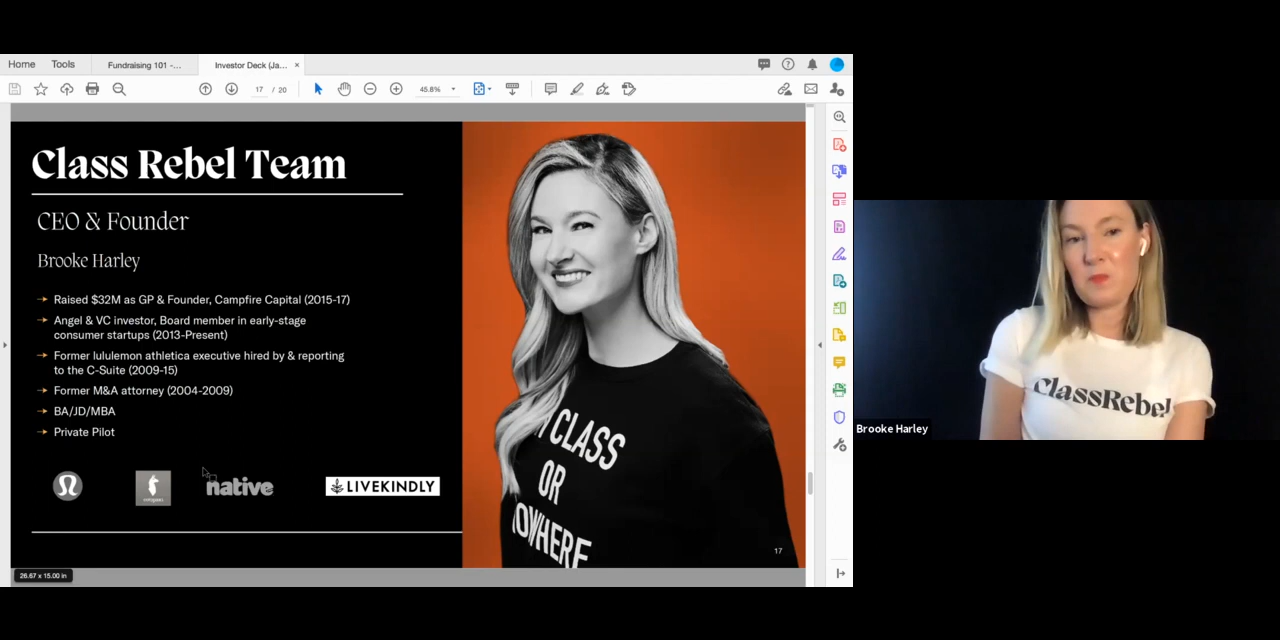 Home
Tools
Fundraising 101 -...
Investor Deck (Ja...
17 / 20
45.8%
Class Rebel Team
CEO & Founder
Brooke Harley
Raised $32M as GP & Founder, Campfire Capital (2015-17)
Angel & VC investor, Board member in early-stage
consumer startups (2013-Present)
Former lululemon athletica executive hired by & reporting
to the C-Suite (2009-15)
Former M&A attorney (2004-2009)
BA/JD/MBA
Private Pilot
native
LIVEKINDLY
CLASS
OR
OWHERE
17
26.67 x 15.00 in
ClassRebel
Brooke Harley